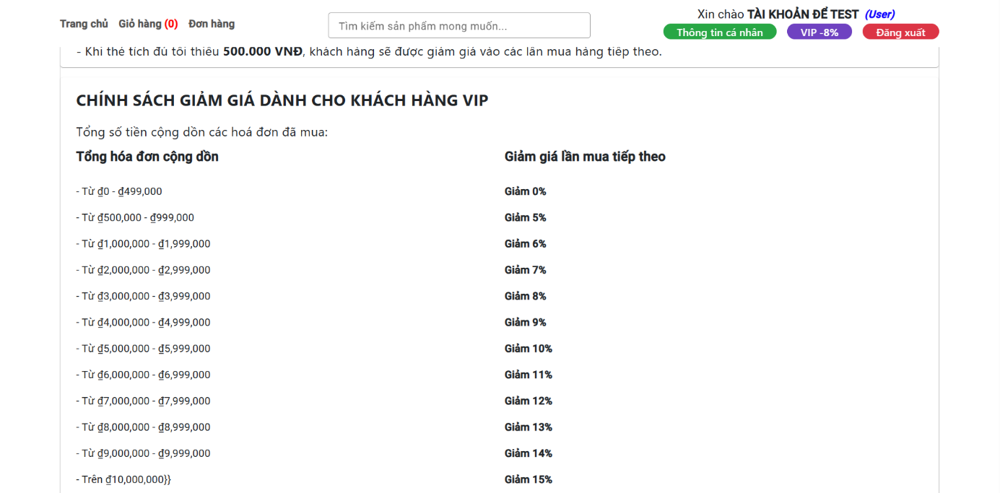 Trang chủ Giỏ hàng (0) Đơn hàng
Tìm kiếm sản phẩm mong muốn...
Xin chào TÀI KHOẢN ĐỂ TEST (User)
Thông tin cá nhân VIP -8% Đăng xuất
- Khi thẻ tích đủ tối thiểu 500.000 VNĐ, khách hàng sẽ được giảm giá vào các lần mua hàng tiếp theo.
CHÍNH SÁCH GIẢM GIÁ DÀNH CHO KHÁCH HÀNG VIP
Tổng số tiền cộng dồn các hoá đơn đã mua:
Tổng hóa đơn cộng dồn Giảm giá lần mua tiếp theo
- Từ ₫0 - ₫499,000 Giảm 0%
- Từ ₫500,000 - ₫999,000 Giảm 5%
- Từ ₫1,000,000 - ₫1,999,000 Giảm 6%
- Từ ₫2,000,000 - ₫2,999,000 Giảm 7%
- Từ ₫3,000,000 - ₫3,999,000 Giảm 8%
- Từ ₫4,000,000 - ₫4,999,000 Giảm 9%
- Từ ₫5,000,000 - ₫5,999,000 Giảm 10%
- Từ ₫6,000,000 - ₫6,999,000 Giảm 11%
- Từ ₫7,000,000 - ₫7,999,000 Giảm 12%
- Từ ₫8,000,000 - ₫8,999,000 Giảm 13%
- Từ ₫9,000,000 - ₫9,999,000 Giảm 14%
- Trên ₫10,000,000}} Giảm 15%